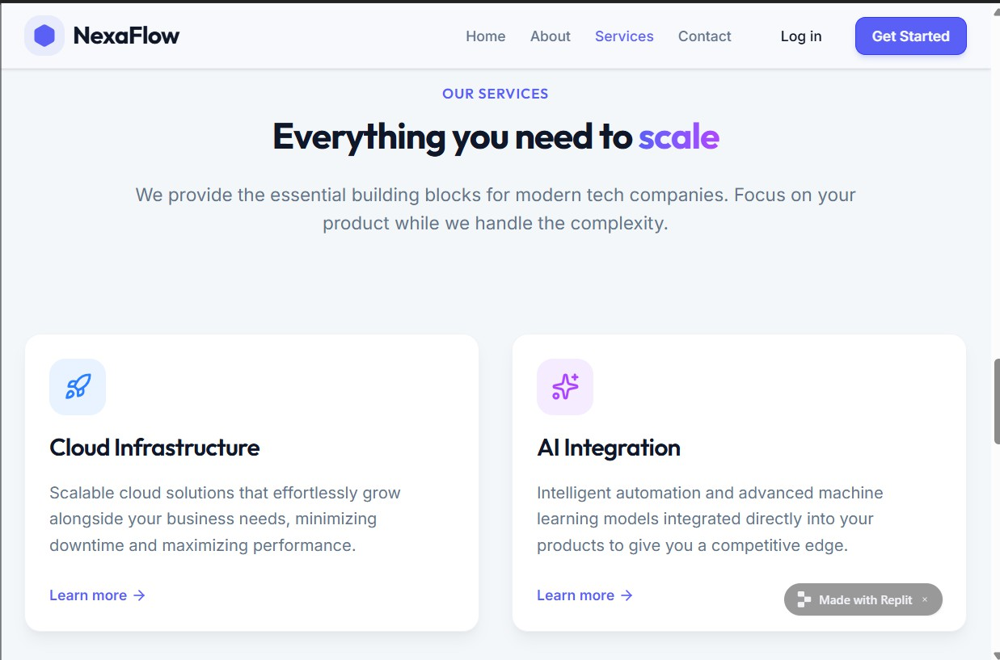 NexaFlow
Home About Services Contact Log in Get Started
OUR SERVICES
Everything you need to scale
We provide the essential building blocks for modern tech companies. Focus on your
product while we handle the complexity.
Cloud Infrastructure
Scalable cloud solutions that effortlessly grow
alongside your business needs, minimizing
downtime and maximizing performance.
Learn more →
AI Integration
Intelligent automation and advanced machine
learning models integrated directly into your
products to give you a competitive edge.
Learn more →
Made with Replit ×